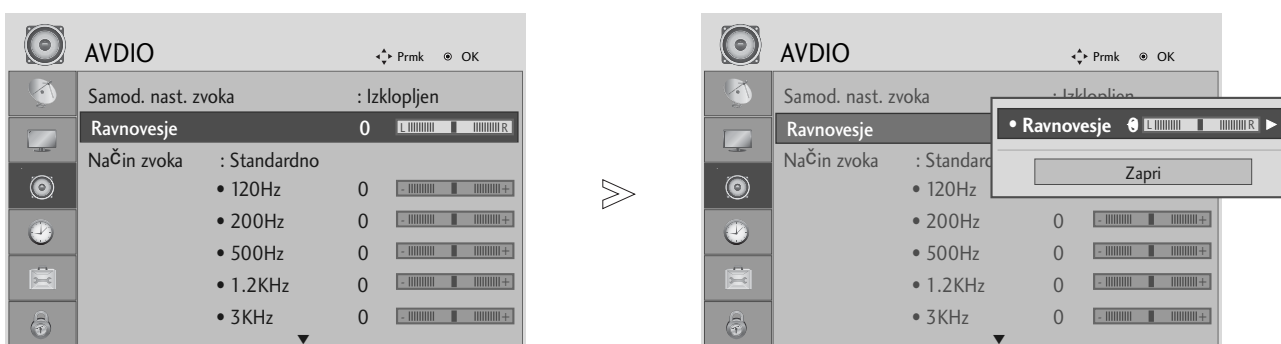 AVDIO Prmk OK
Samod. nast. zvoka : Izklopljen
Ravnovesje 0 L R
Način zvoka : Standardno
• 120Hz 0 - +
• 200Hz 0 - +
• 500Hz 0 - +
• 1.2KHz 0 - +
• 3KHz 0 - +
AVDIO Prmk OK
Samod. nast. zvoka : Izklopljen
Ravnovesje
• Ravnovesje 0 L R
Način zvoka : Standard
Zapri
• 120Hz
• 200Hz 0 - +
• 500Hz 0 - +
• 1.2KHz 0 - +
• 3KHz 0 - +